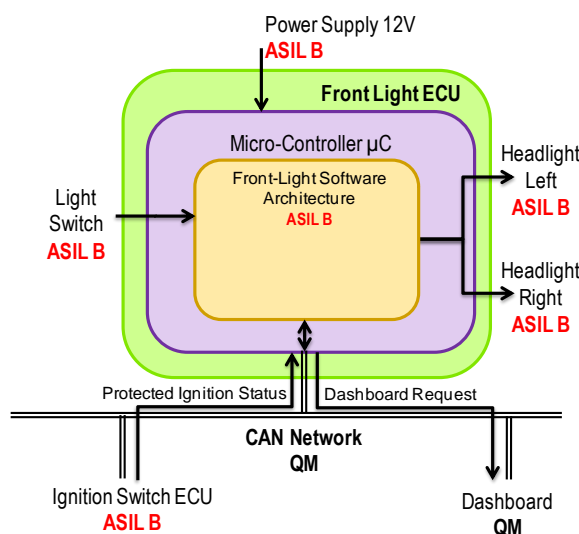 Power Supply 12V
ASIL B
Front Light ECU
Micro-Controller µC
Front-Light Software
Architecture
ASIL B
Light
Switch
ASIL B
Headlight
Left
ASIL B
Headlight
Right
ASIL B
Protected Ignition Status
Dashboard Request
CAN Network
QM
Ignition Switch ECU
ASIL B
Dashboard
QM